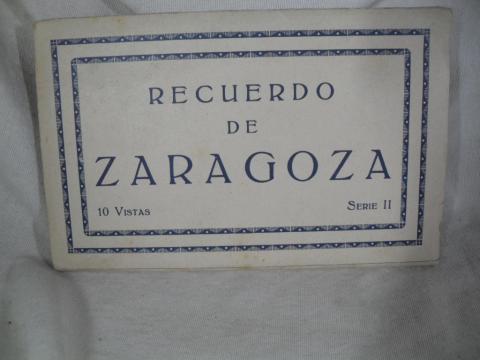 RECUERDO
DE
ZARAGOZA
10 VISTAS SERIE II